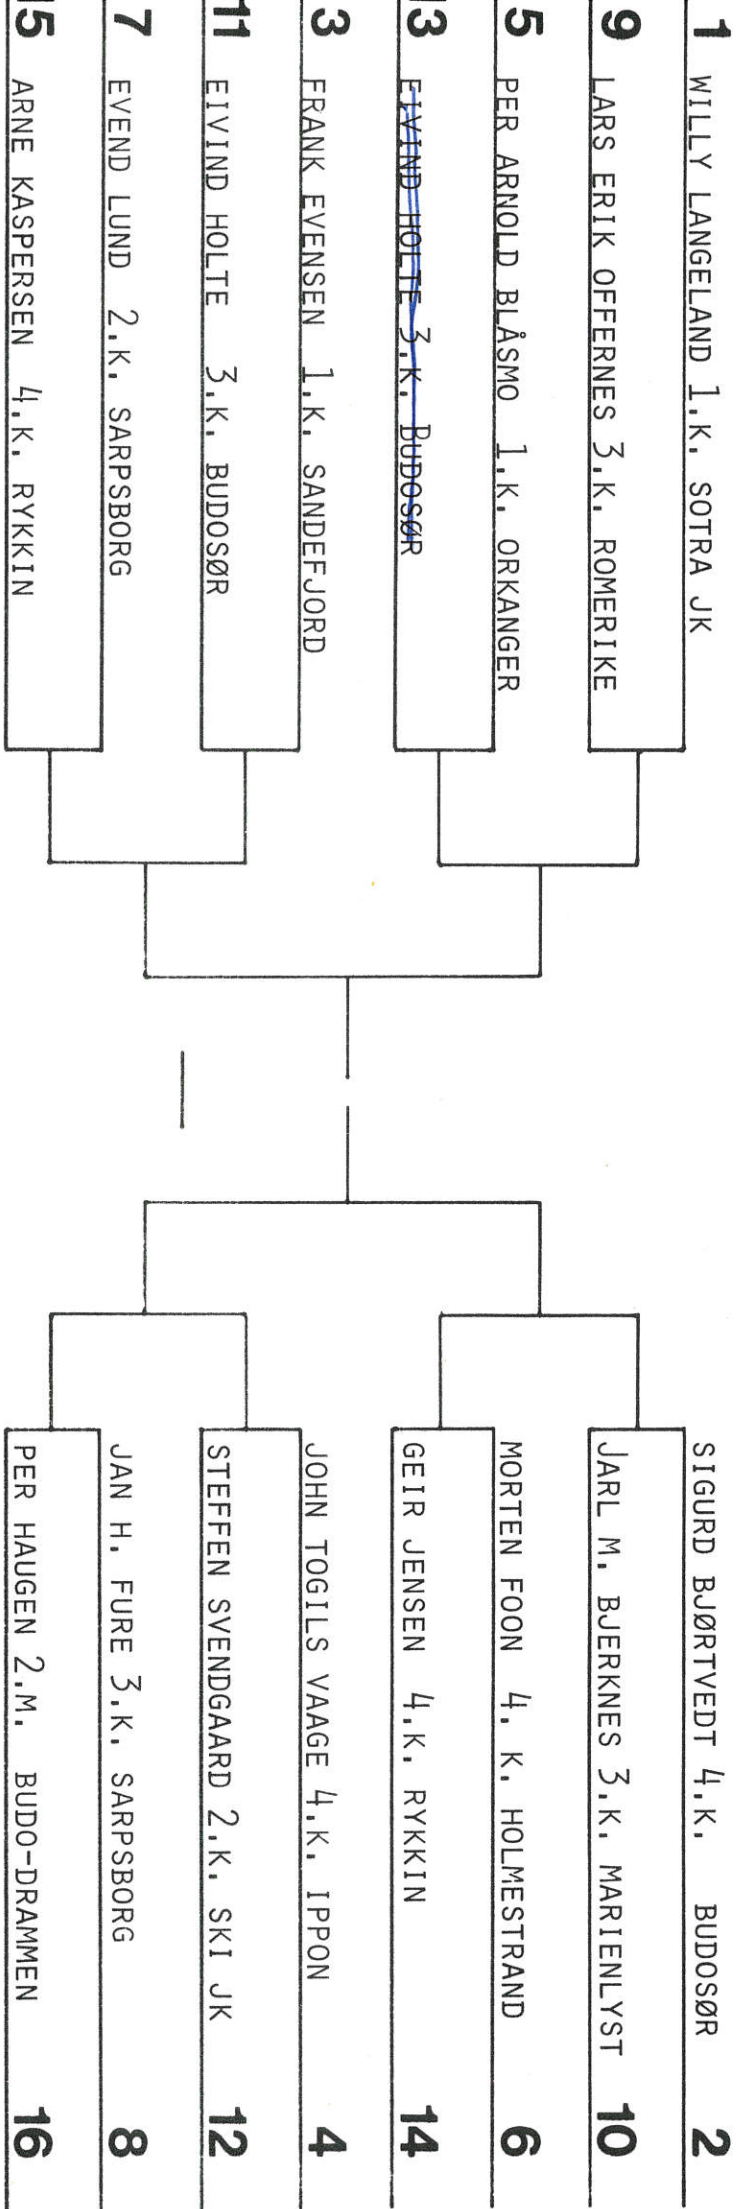 1 WILLY LANGELAND 1.K. SOTRA JK
9 LARS ERIK OFFERNES 3.K. ROMERIKE
5 PER ARNOLD BLÅSMO 1.K. ORKANGER
13 EIVIND HOLTE 3.K. BUDOSØR
3 FRANK EVENSEN 1.K. SANDEFJORD
11 EIVIND HOLTE 3.K. BUDOSØR
7 EVEND LUND 2.K. SARPSBORG
15 ARNE KASPERSEN 4.K. RYKKIN
SIGURD BJØRTVEDT 4.K. BUDOSØR 2
JARL M. BJERKNES 3.K. MARIENLYST 10
MORTEN FOON 4. K. HOLMESTRAND 6
GEIR JENSEN 4.K. RYKKIN 14
JOHN TOGILS VAAGE 4.K. IPPON 4
STEFFEN SVENDGAARD 2.K. SKI JK 12
JAN H. FURE 3.K. SARPSBORG 8
PER HAUGEN 2.M. BUDO-DRAMMEN 16